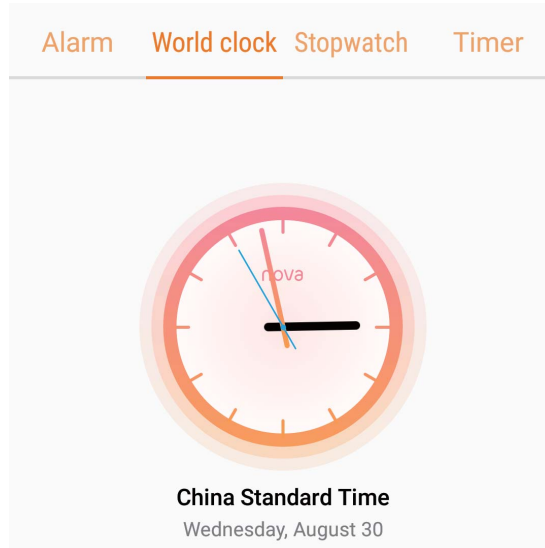 Alarm World clock Stopwatch Timer
nova
China Standard Time
Wednesday, August 30